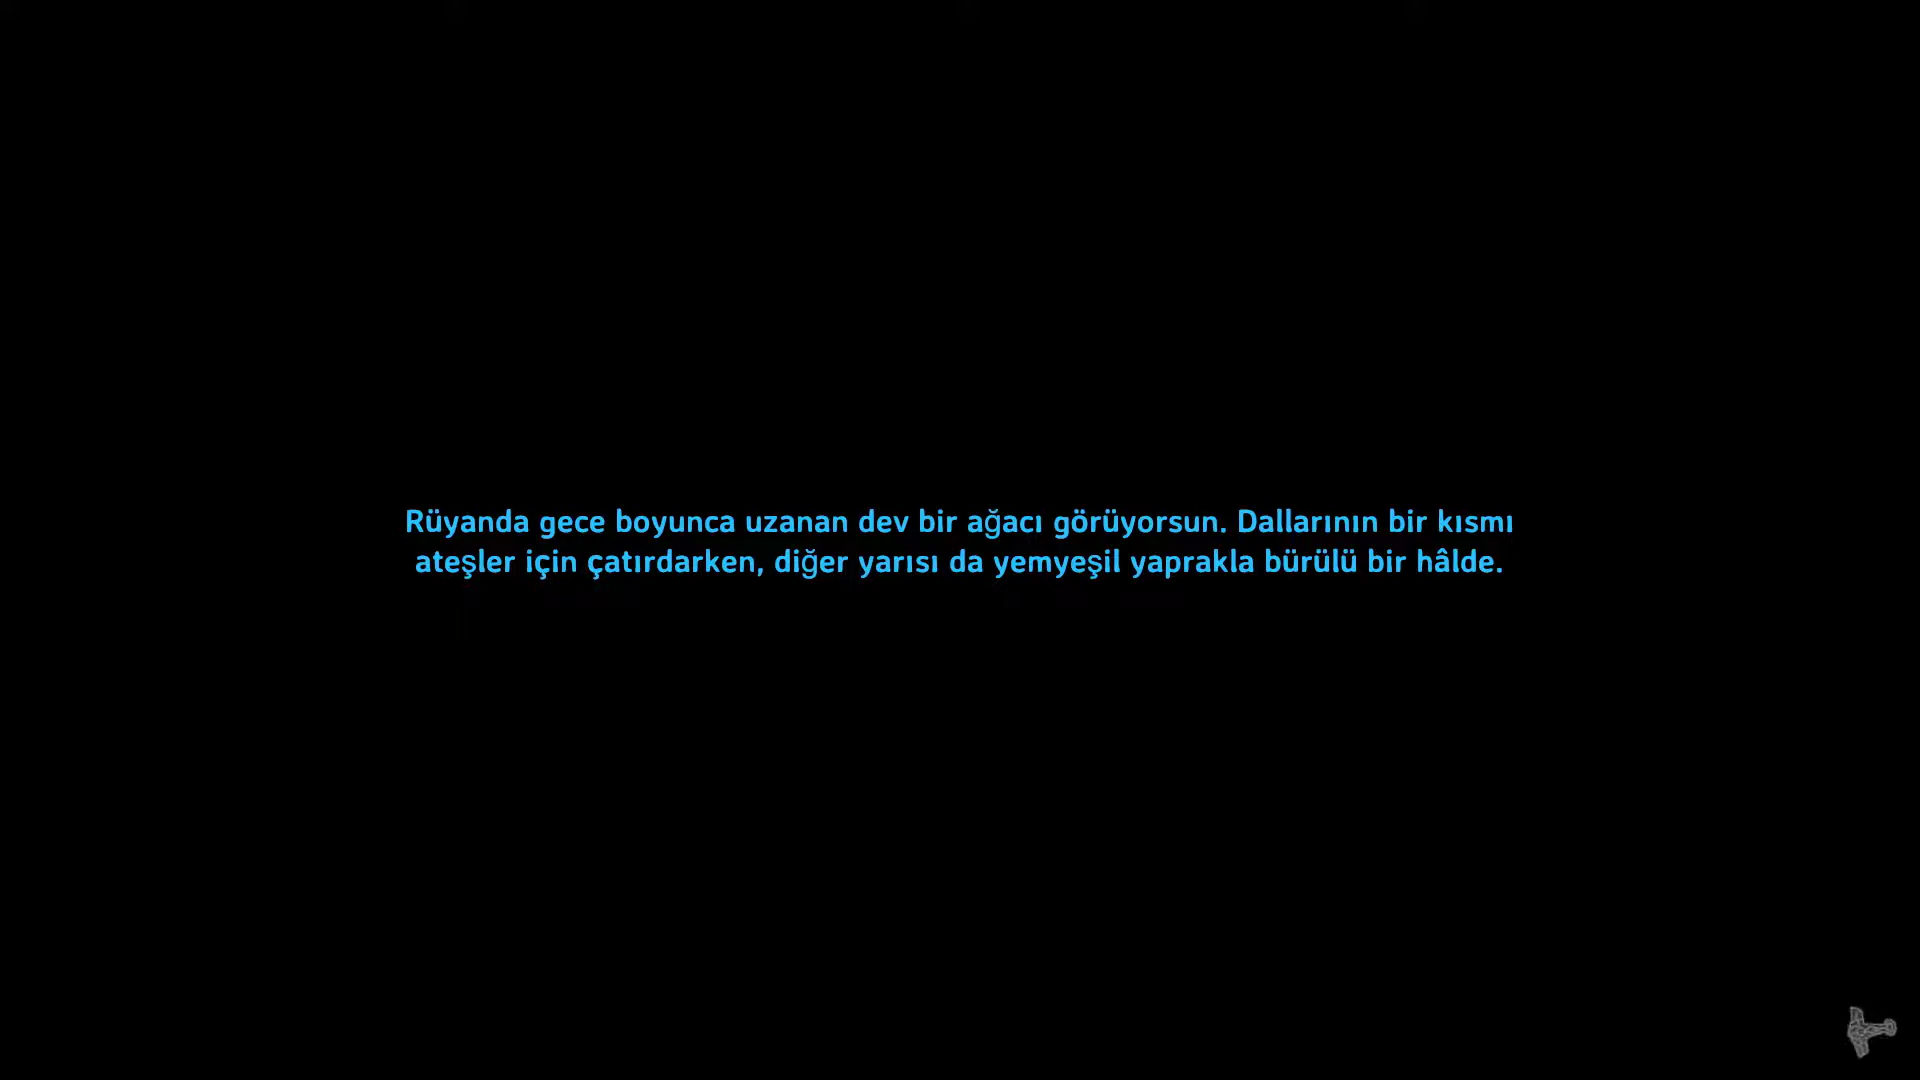 Rüyanda gece boyunca uzanan dev bir ağacı görüyorsun. Dallarının bir kısmı
ateşler için çatırdarken, diğer yarısı da yemyeşil yaprakla bürülü bir hâlde.